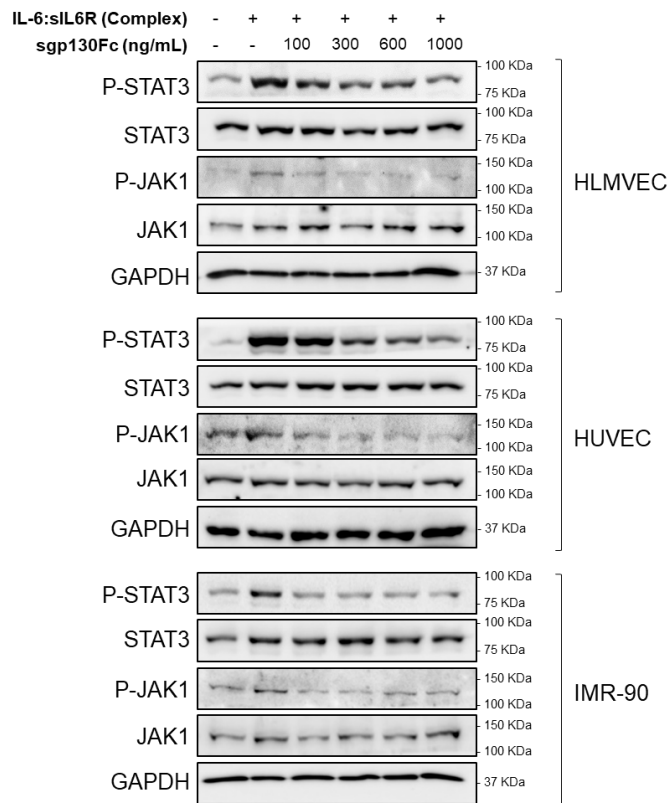 IL-6:sIL6R (Complex) - + + + + +
sgp130Fc (ng/mL) - - 100 300 600 1000
P-STAT3 - 100 KDa
- 75 KDa
STAT3 100 KDa
- 75 KDa
P-JAK1 - 150 KDa
- 100 KDa
HLMVEC
JAK1 - 150 KDa
- 100 KDa
GAPDH - 37 KDa
P-STAT3 - 100 KDa
- 75 KDa
STAT3 - 100 KDa
- 75 KDa
P-JAK1 - 150 KDa
- 100 KDa
HUVEC
JAK1 - 150 KDa
- 100 KDa
GAPDH - 37 KDa
P-STAT3 - 100 KDa
- 75 KDa
STAT3 - 100 KDa
- 75 KDa
P-JAK1 - 150 KDa
- 100 KDa
IMR-90
JAK1 - 150 KDa
- 100 KDa
GAPDH - 37 KDa